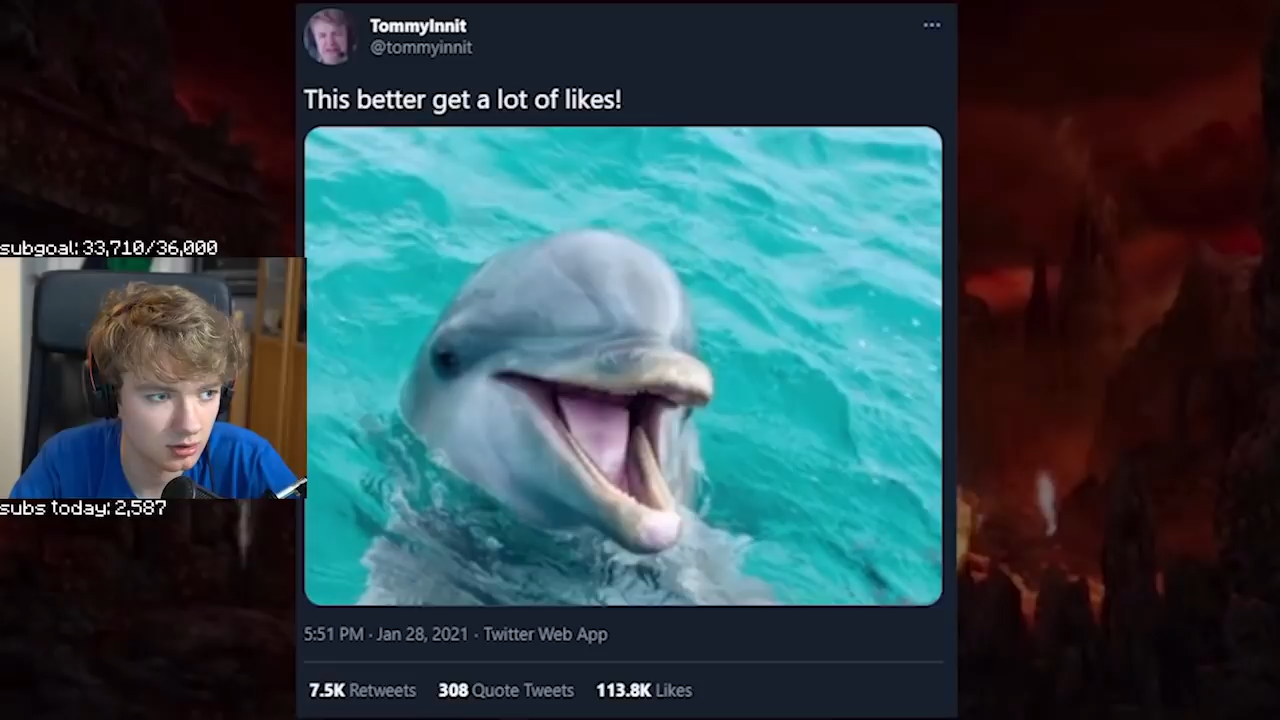 TommyInnit
@tommyinnit
This better get a lot of likes!
subgoal: 33,710/36,000
subs today: 2,587
5:51 PM · Jan 28, 2021 · Twitter Web App
7.5K Retweets 308 Quote Tweets 113.8K Likes